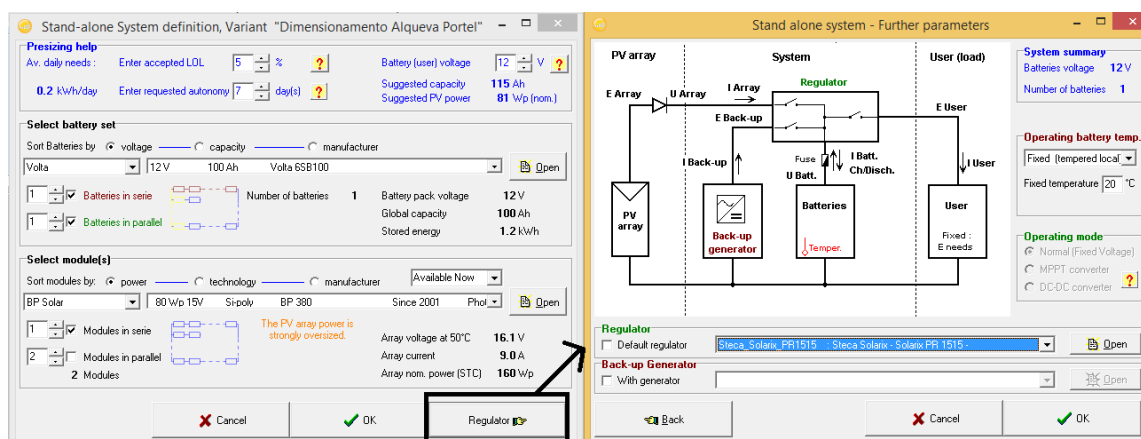 Stand-alone System definition, Variant "Dimensionamento Alqueva Portel"
Presizing help
Av. daily needs : Enter accepted LOL 5 % ? Battery (user) voltage 12 V ?
0.2 kWh/day Enter requested autonomy 7 day(s) ? Suggested capacity 115 Ah
Suggested PV power 81 Wp (nom.)
Select battery set
Sort Batteries by voltage capacity manufacturer
Volta 12 V 100 Ah Volta 6SB100 Open
1 Batteries in serie Number of batteries 1 Battery pack voltage 12 V
1 Batteries in parallel Global capacity 100 Ah
Stored energy 1.2 kWh
Select module(s)
Sort modules by: power technology manufacturer Available Now
BP Solar 80 Wp 15V Si-poly BP 380 Since 2001 Phot Open
1 Modules in serie The PV array power is
strongly oversized. Array voltage at 50°C 16.1 V
2 Modules in parallel Array current 9.0 A
2 Modules Array nom. power (STC) 160 Wp
Cancel OK Regulator
Stand alone system - Further parameters
PV array System User (load)
Regulator
E Array U Array I Array
E Back-up E User
I Back-up Fuse I Batt.
U Batt. Ch/Disch. I User
PV
array
Back-up
generator
Batteries
Temper.
User
Fixed :
E needs
System summary
Batteries voltage 12 V
Number of batteries 1
Operating battery temp.
Fixed (tempered local
Fixed temperature 20 °C
Operating mode
Normal (Fixed Voltage)
MPPT converter
DC-DC converter ?
Regulator
Default regulator Steca_Solarix_PR1515 : Steca Solarix - Solarix PR 1515 - Open
Back-up Generator
With generator Open
Back Cancel OK